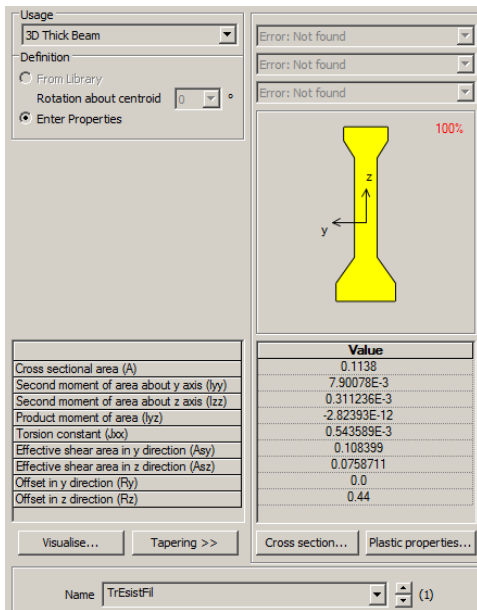 Usage
3D Thick Beam
Definition
From Library
Rotation about centroid 0 °
Enter Properties
Error: Not found
Error: Not found
Error: Not found
100%
z
y
Value
Cross sectional area (A) 0.1138
Second moment of area about y axis (Iyy) 7.90078E-3
Second moment of area about z axis (Izz) 0.311236E-3
Product moment of area (Iyz) -2.82393E-12
Torsion constant (Jxx) 0.543589E-3
Effective shear area in y direction (Asy) 0.108399
Effective shear area in z direction (Asz) 0.0758711
Offset in y direction (Ry) 0.0
Offset in z direction (Rz) 0.44
Visualise... Tapering >> Cross section... Plastic properties...
Name TrEsistFil (1)